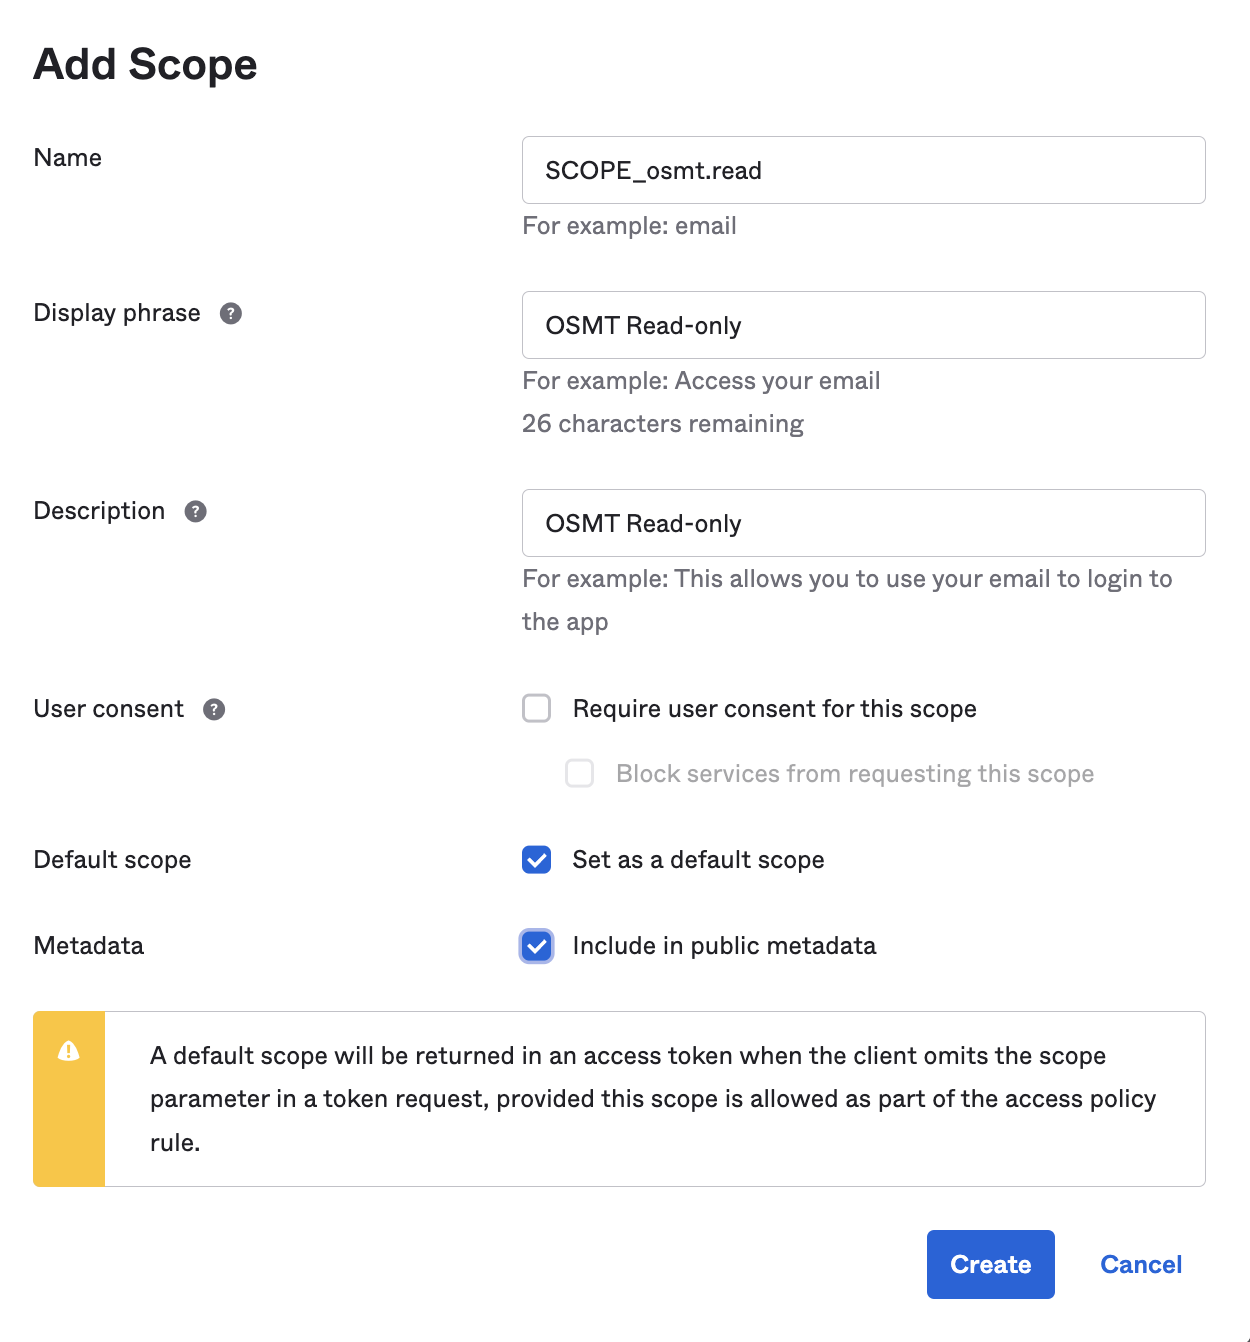 Add Scope
Name
SCOPE_osmt.read
For example: email
Display phrase ?
OSMT Read-only
For example: Access your email
26 characters remaining
Description ?
OSMT Read-only
For example: This allows you to use your email to login to
the app
User consent ?
Require user consent for this scope
Block services from requesting this scope
Default scope
Set as a default scope
Metadata
Include in public metadata
A default scope will be returned in an access token when the client omits the scope
parameter in a token request, provided this scope is allowed as part of the access policy
rule.
Create
Cancel